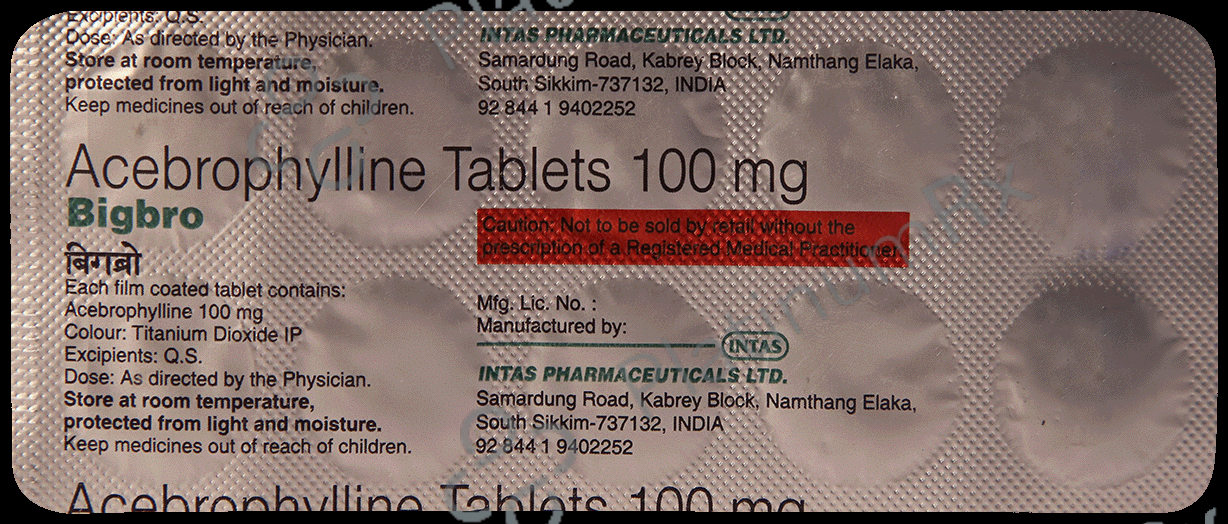 Excipients: Q.S.
Dose: As directed by the Physician.
Store at room temperature,
protected from light and moisture.
Keep medicines out of reach of children.
INTAS PHARMACEUTICALS LTD.
Samardung Road, Kabrey Block, Namthang Elaka,
South Sikkim-737132, INDIA
92 844 1 9402252
Acebrophylline Tablets 100 mg
Bigbro
बिगब्रो
Caution: Not to be sold by retail without the
prescription of a Registered Medical Practitioner
Each film coated tablet contains:
Acebrophylline 100 mg
Colour: Titanium Dioxide IP
Excipients: Q.S.
Dose: As directed by the Physician.
Store at room temperature,
protected from light and moisture.
Keep medicines out of reach of children.
Mfg. Lic. No. :
Manufactured by:
INTAS
INTAS PHARMACEUTICALS LTD.
Samardung Road, Kabrey Block, Namthang Elaka,
South Sikkim-737132, INDIA
92 844 1 9402252
Acebrophylline Tablets 100 mg